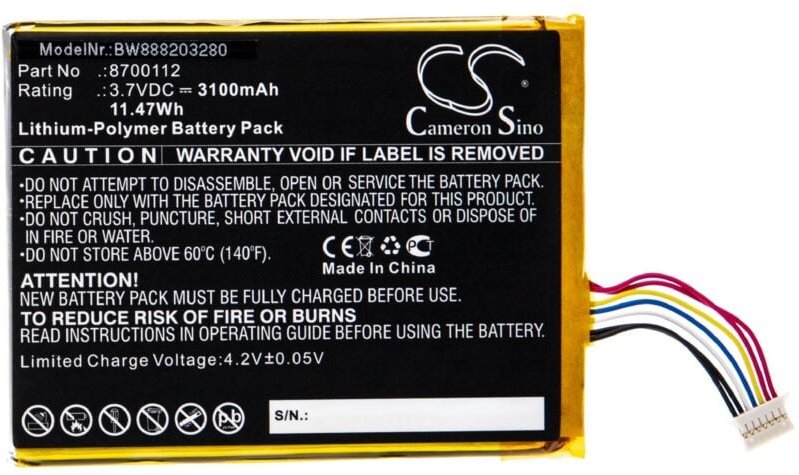 ModelNr.:BW888203280
Part No .:8700112
Rating .:3.7VDC ⎓ 3100mAh
11.47Wh
Lithium-Polymer Battery Pack
CS
Cameron Sino
CAUTION WARRANTY VOID IF LABEL IS REMOVED
•DO NOT ATTEMPT TO DISASSEMBLE, OPEN OR SERVICE THE BATTERY PACK.
•REPLACE ONLY WITH THE BATTERY PACK DESIGNATED FOR THIS PRODUCT.
•DO NOT CRUSH, PUNCTURE, SHORT EXTERNAL CONTACTS OR DISPOSE OF
IN FIRE OR WATER.
•DO NOT STORE ABOVE 60°C (140°F).
CE PCT
Made In China
ATTENTION!
NEW BATTERY PACK MUST BE FULLY CHARGED BEFORE FIRST USE.
TO REDUCE RISK OF FIRE OR BURNS
READ INSTRUCTIONS IN OPERATING GUIDE BEFORE USING THE BATTERY.
Limited Charge Voltage:4.2V±0.05V
pb
S/N.: